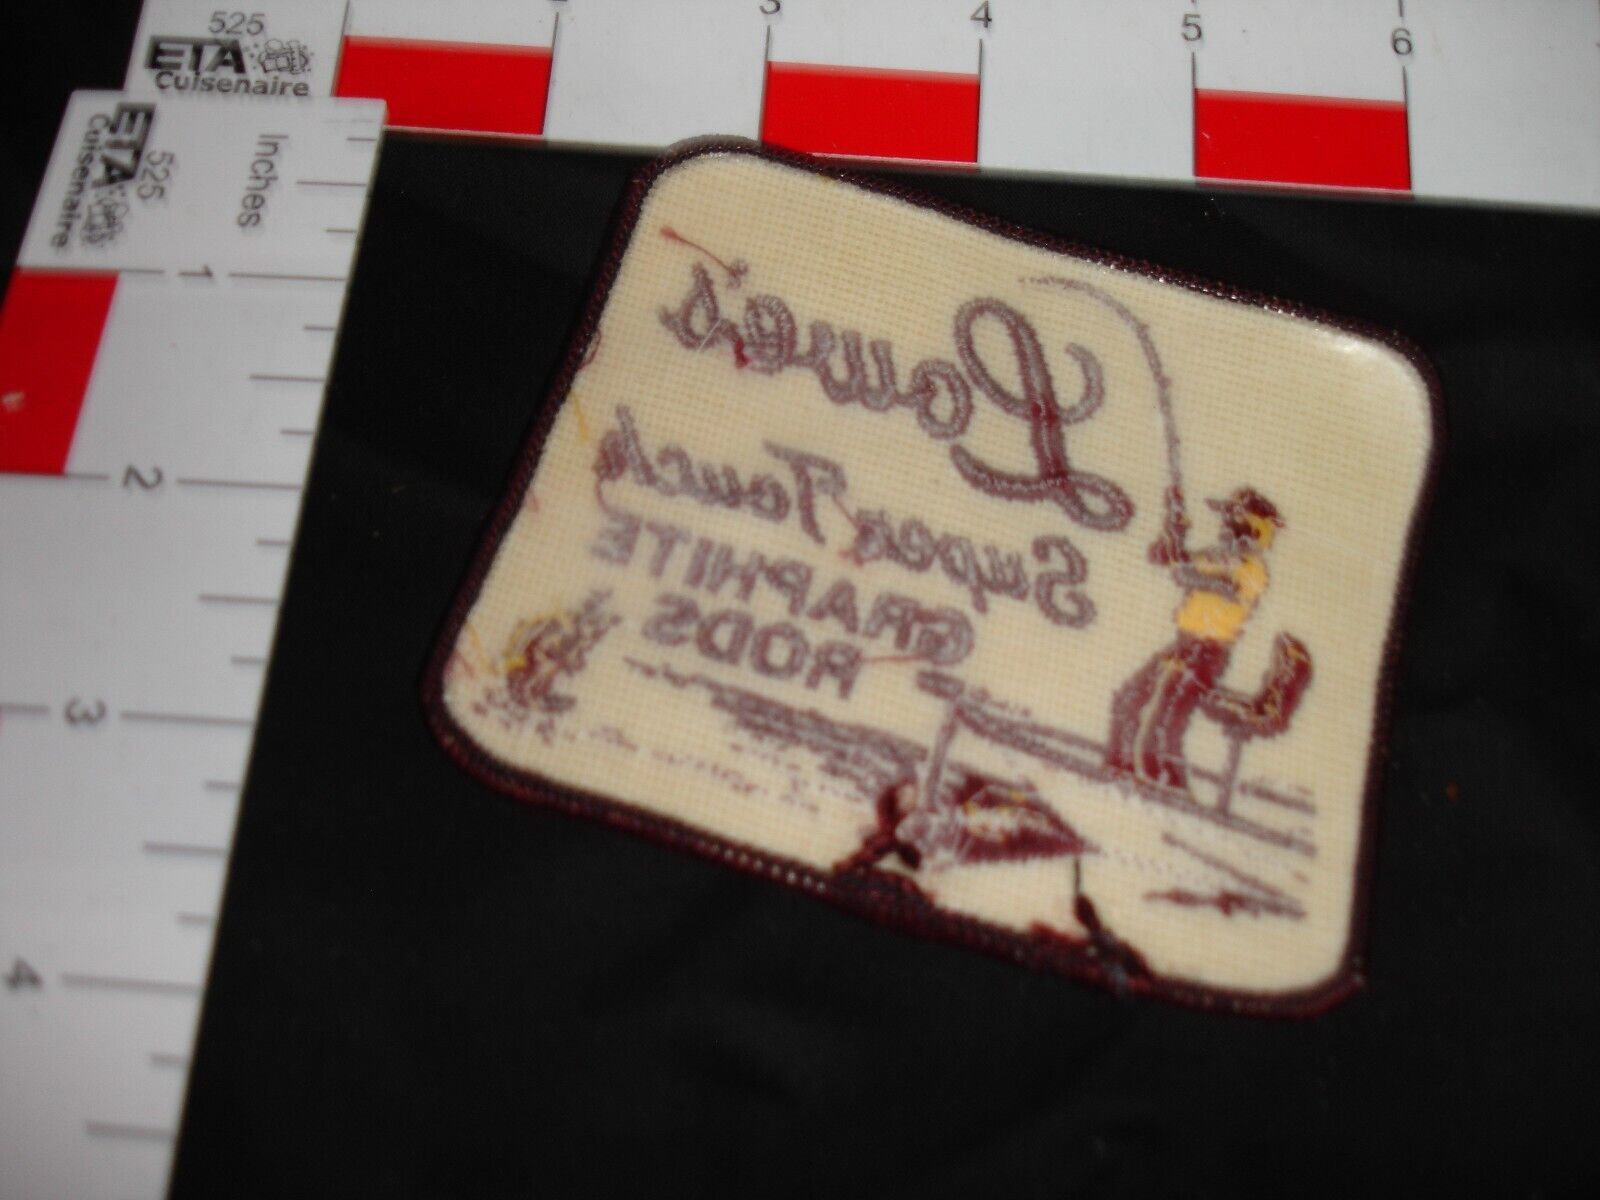 525
ETA
Cuisenaire
3
4
5
6
ETA
Cuisenaire
525
Inches
1
2
3
4
Lowe's
Super Touch
GRAPHITE
RODS